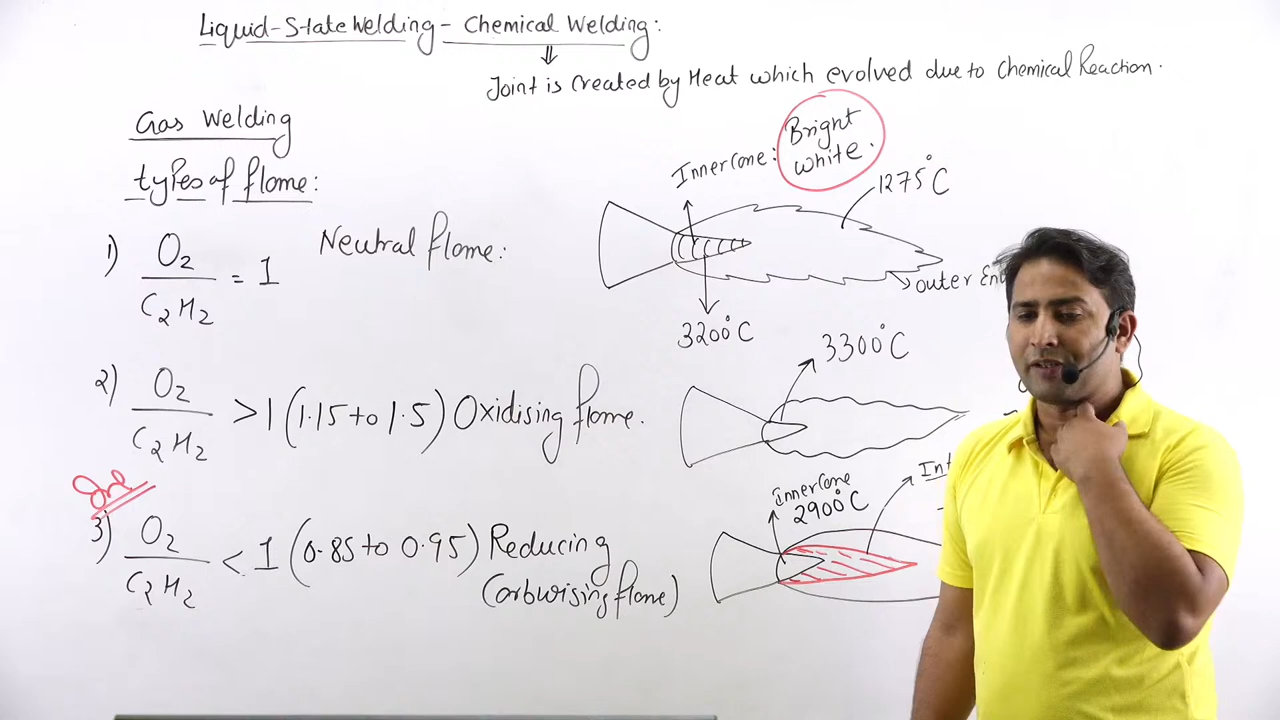 Liquid-State Welding - Chemical Welding:
⇓
Joint is Created by Heat which evolved due to Chemical Reaction.
Gas Welding
types of flame:
1) O₂ / C₂H₂ = 1 Neutral flame:
Inner Cone: Bright white.
1275°C
outer
3200°C
2) O₂ / C₂H₂ > 1 (1.15 to 1.5) Oxidising flame.
3300°C
3) O₂ / C₂H₂ < 1 (0.85 to 0.95) Reducing
(Carburising flame)
inner Cone
2900°C